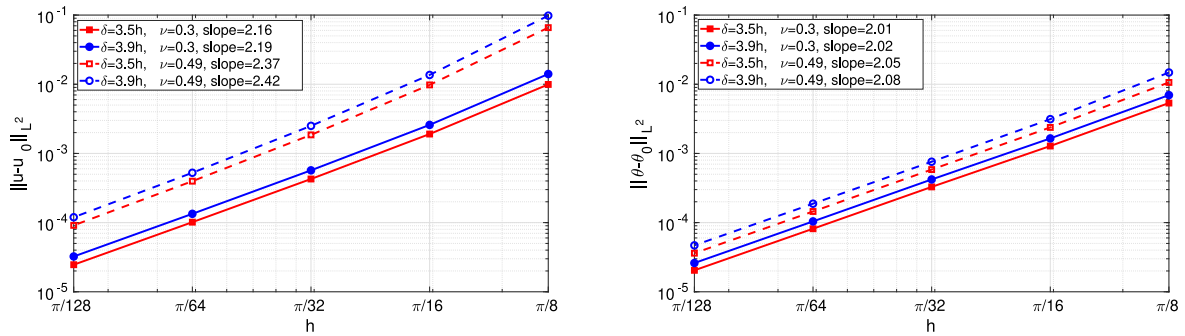 10^-1
10^-2
10^-3
10^-4
10^-5
||u-u_0||_{L^2}
δ=3.5h, ν=0.3, slope=2.16
δ=3.9h, ν=0.3, slope=2.19
δ=3.5h, ν=0.49, slope=2.37
δ=3.9h, ν=0.49, slope=2.42
π/128 π/64 π/32 π/16 π/8
h
10^-1
10^-2
10^-3
10^-4
10^-5
||θ-θ_0||_{L^2}
δ=3.5h, ν=0.3, slope=2.01
δ=3.9h, ν=0.3, slope=2.02
δ=3.5h, ν=0.49, slope=2.05
δ=3.9h, ν=0.49, slope=2.08
π/128 π/64 π/32 π/16 π/8
h